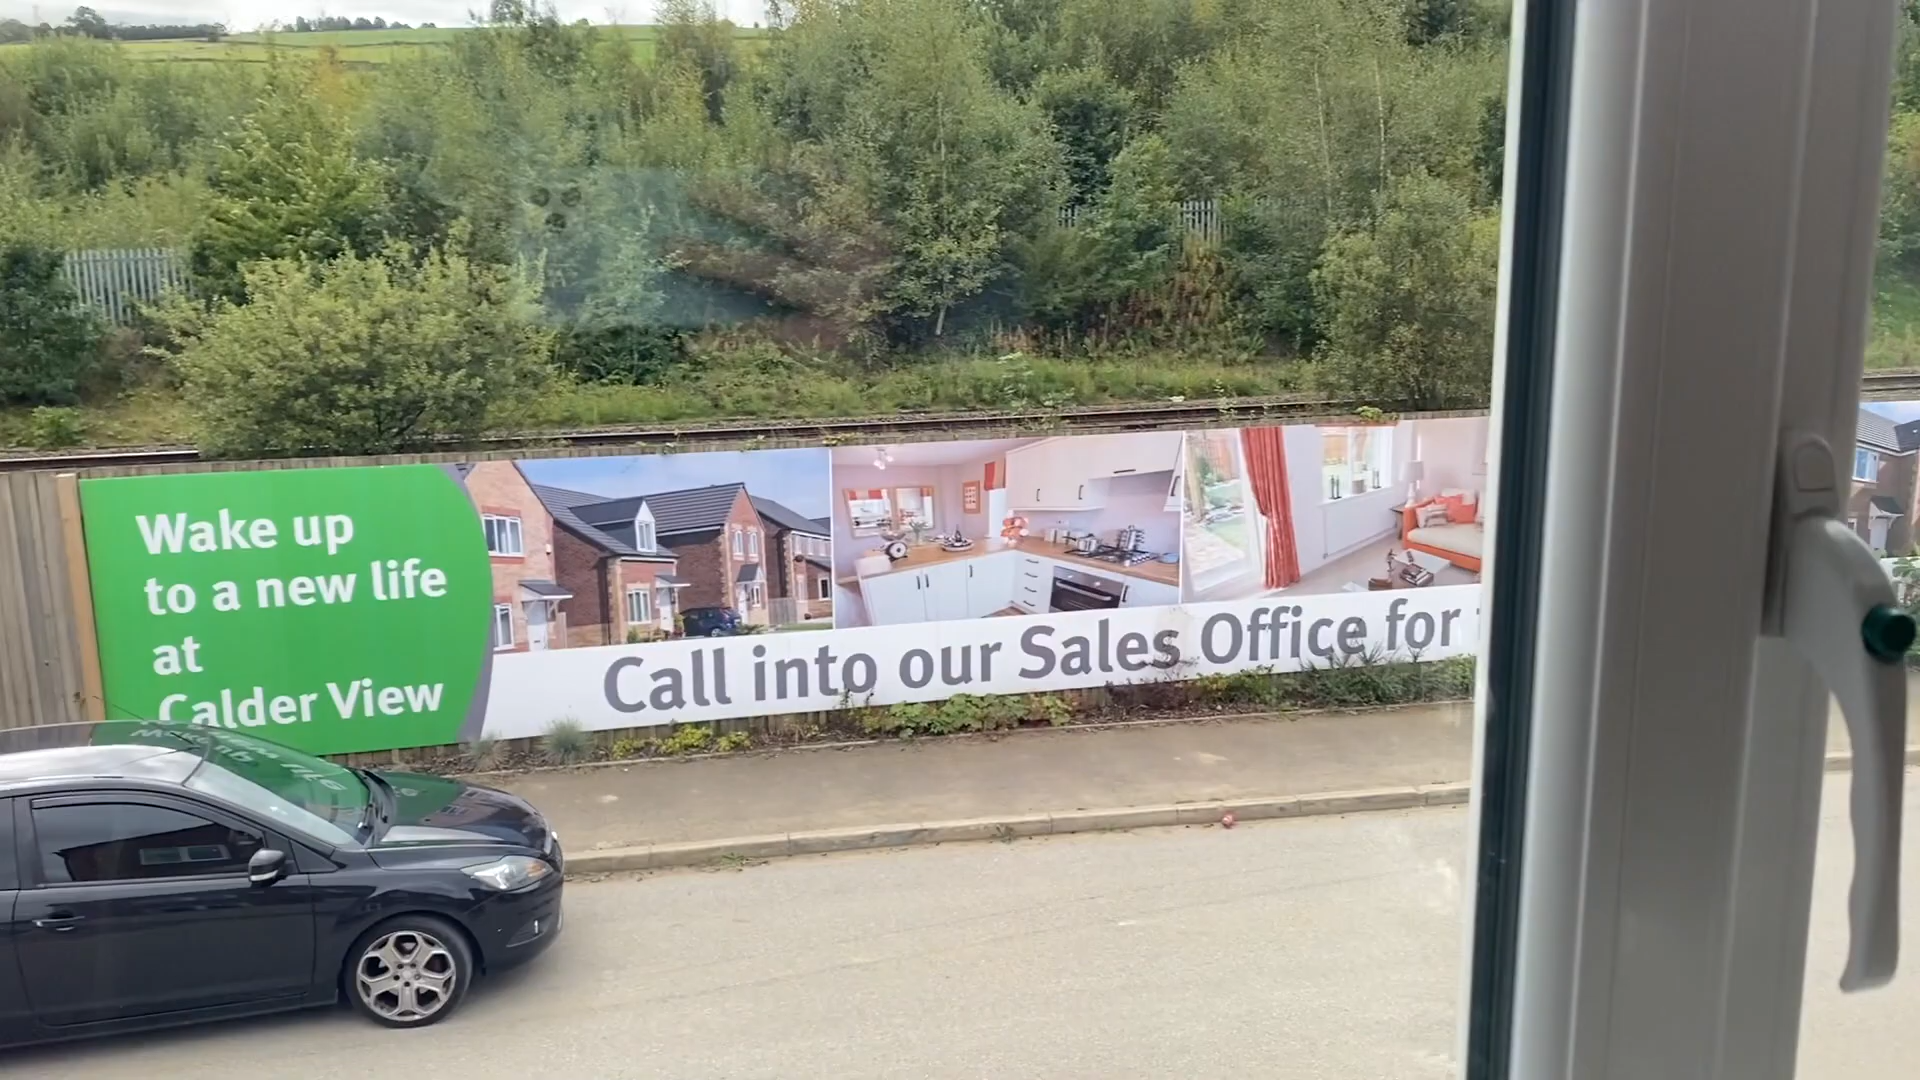 Wake up
to a new life
at
Calder View
Call into our Sales Office for